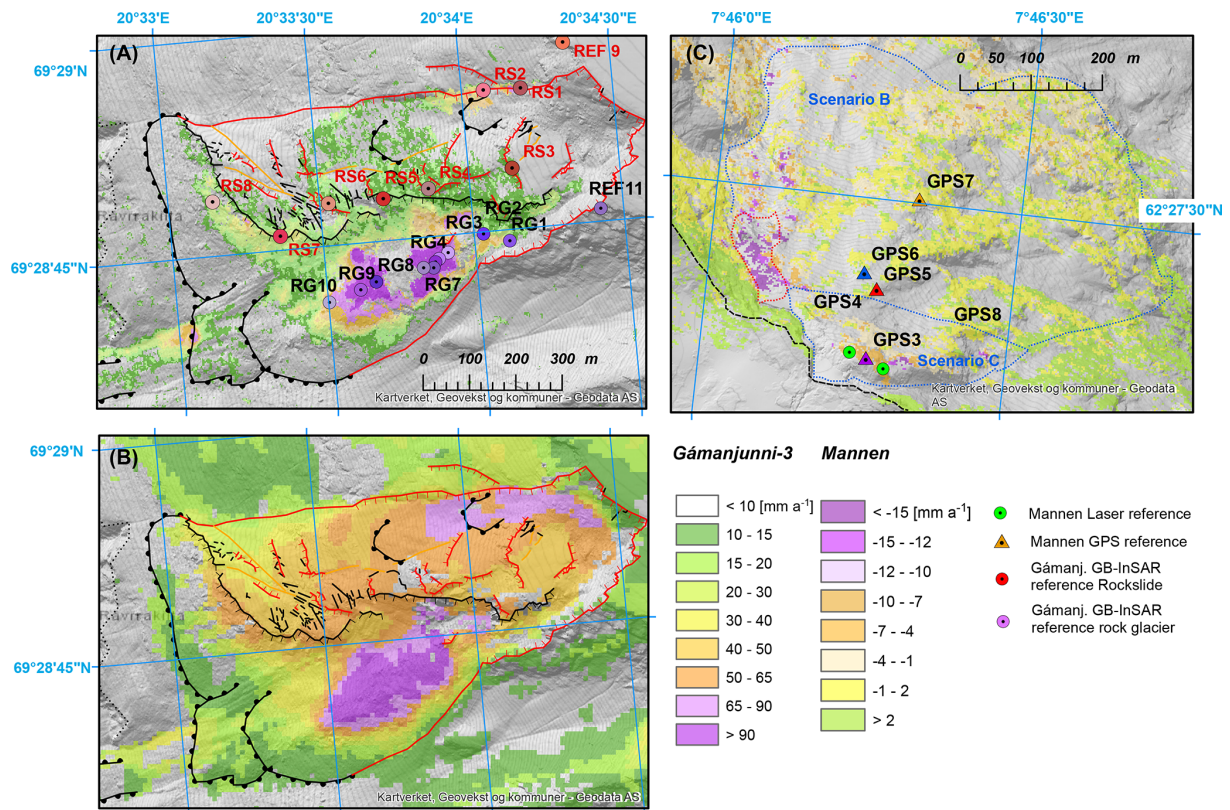 20°33'E
20°33'30"E
20°34'E
20°34'30"E
7°46'0"E
7°46'30"E
(A)
REF 9
69°29'N
RS2
RS1
RS3
RS6
RS5
RS4
RS8
REF11
RG2
RG3
RG1
RS7
RG4
69°28'45"N
RG8
RG9
RG7
RG10
0 100 200 300 m
Kartverket, Geovekst og kommuner - Geodata AS
(C)
0 50 100 200 m
Scenario B
GPS7
62°27'30"N
GPS6
GPS5
GPS4
GPS8
GPS3
Scenario C
Kartverket, Geovekst og kommuner - Geodata
AS
(B)
69°29'N
69°28'45"N
Kartverket, Geovekst og kommuner - Geodata AS
Gámanjunni-3 Mannen
< 10 [mm a⁻¹]
10 - 15
15 - 20
20 - 30
30 - 40
40 - 50
50 - 65
65 - 90
> 90
< -15 [mm a⁻¹]
-15 - -12
-12 - -10
-10 - -7
-7 - -4
-4 - -1
-1 - 2
> 2
Mannen Laser reference
Mannen GPS reference
Gámanj. GB-InSAR
reference Rockslide
Gámanj. GB-InSAR
reference rock glacier